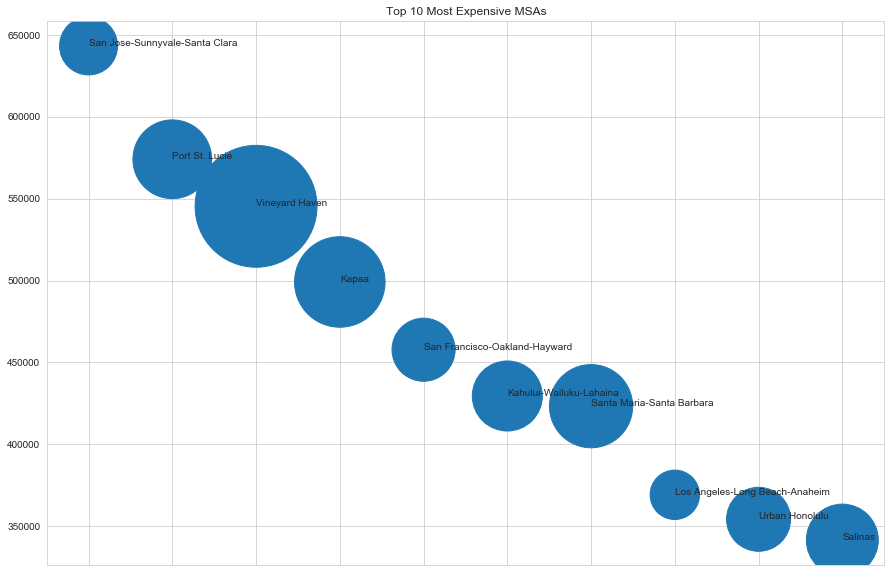 Top 10 Most Expensive MSAs
650000
San Jose-Sunnyvale-Santa Clara
600000
Port St. Lucie
550000
Vineyard Haven
500000
Kapaa
450000
San Francisco-Oakland-Hayward
Kahului-Wailuku-Lahaina
Santa Maria-Santa Barbara
400000
Los Angeles-Long Beach-Anaheim
350000
Urban Honolulu
Salinas